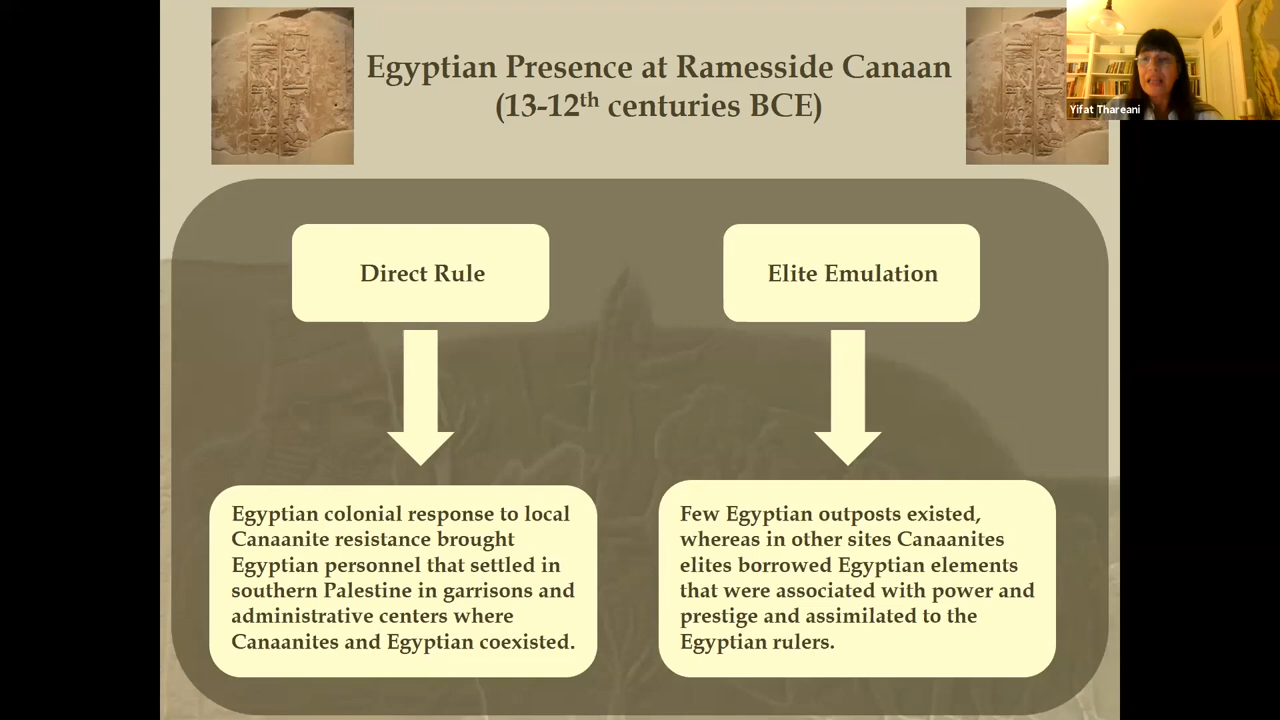 Egyptian Presence at Ramesside Canaan
(13-12th centuries BCE)
Yifat Thareani
Direct Rule
Elite Emulation
Egyptian colonial response to local
Canaanite resistance brought
Egyptian personnel that settled in
southern Palestine in garrisons and
administrative centers where
Canaanites and Egyptian coexisted.
Few Egyptian outposts existed,
whereas in other sites Canaanites
elites borrowed Egyptian elements
that were associated with power and
prestige and assimilated to the
Egyptian rulers.